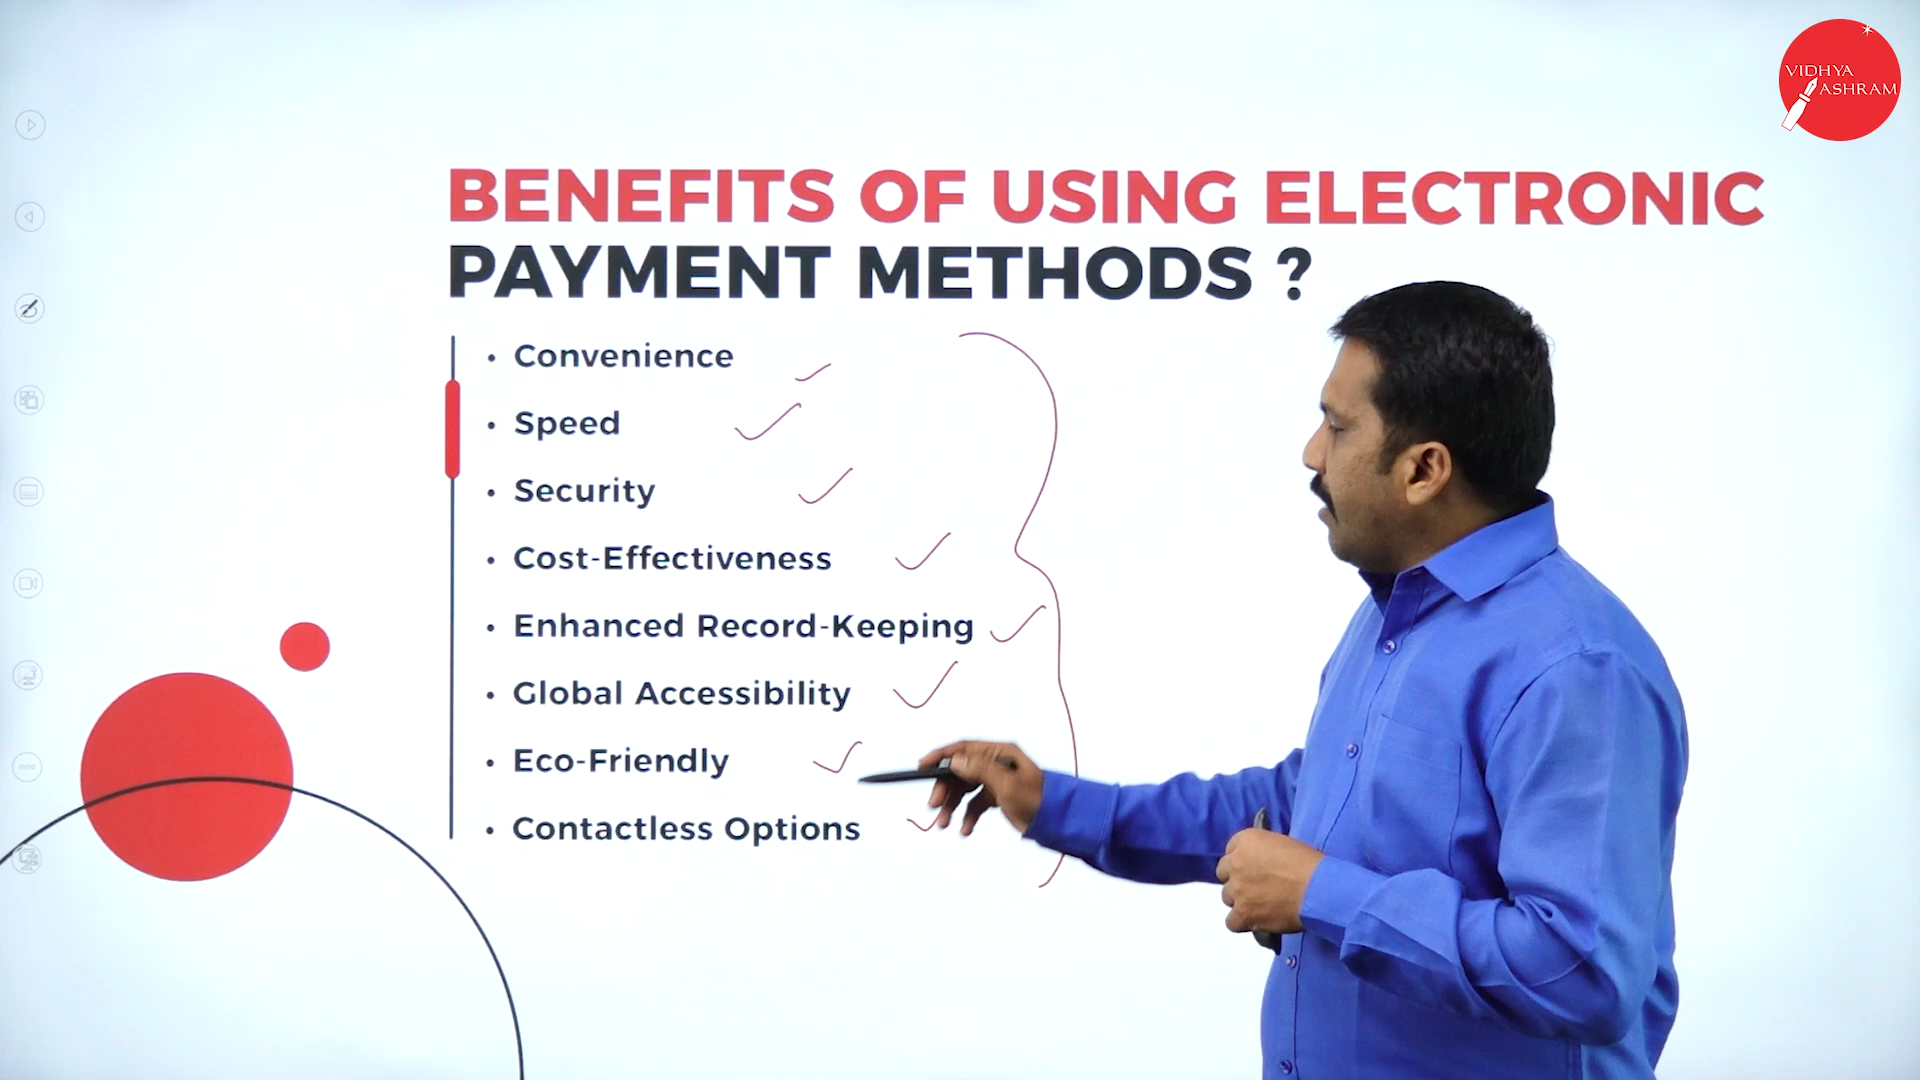 VIDHYA
ASHRAM
BENEFITS OF USING ELECTRONIC
PAYMENT METHODS ?
• Convenience
• Speed
• Security
• Cost-Effectiveness
• Enhanced Record-Keeping
• Global Accessibility
• Eco-Friendly
• Contactless Options